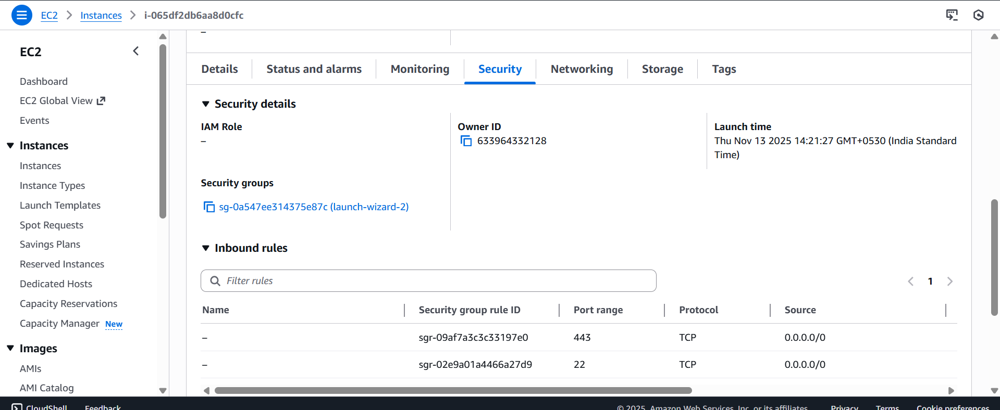 EC2 > Instances > i-065df2db6aa8d0cfc
EC2
Dashboard
EC2 Global View
Events
Instances
Instances
Instance Types
Launch Templates
Spot Requests
Savings Plans
Reserved Instances
Dedicated Hosts
Capacity Reservations
Capacity Manager New
Images
AMIs
AMI Catalog
–
Details Status and alarms Monitoring Security Networking Storage Tags
Security details
IAM Role
–
Owner ID
633964332128
Launch time
Thu Nov 13 2025 14:21:27 GMT+0530 (India Standard
Time)
Security groups
sg-0a547ee314375e87c (launch-wizard-2)
Inbound rules
Filter rules
1
Name Security group rule ID Port range Protocol Source
– sgr-09af7a3c3c33197e0 443 TCP 0.0.0.0/0
– sgr-02e9a01a4466a27d9 22 TCP 0.0.0.0/0
CloudShell Feedback © 2025, Amazon Web Services, Inc. or its affiliates. Privacy Terms Cookie preferences